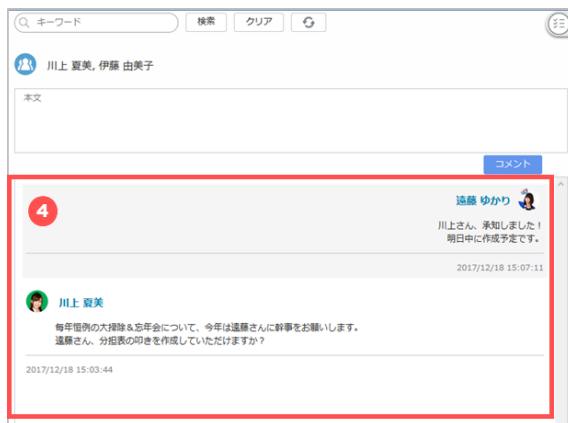 キーワード 検索 クリア
川上 夏美, 伊藤 由美子
本文
コメント
4
遠藤 ゆかり
川上さん、承知しました！
明日中に作成予定です。
2017/12/18 15:07:11
川上 夏美
毎年恒例の大掃除＆忘年会について、今年は遠藤さんに幹事をお願いします。
遠藤さん、分担表の叩きを作成していただけますか？
2017/12/18 15:03:44